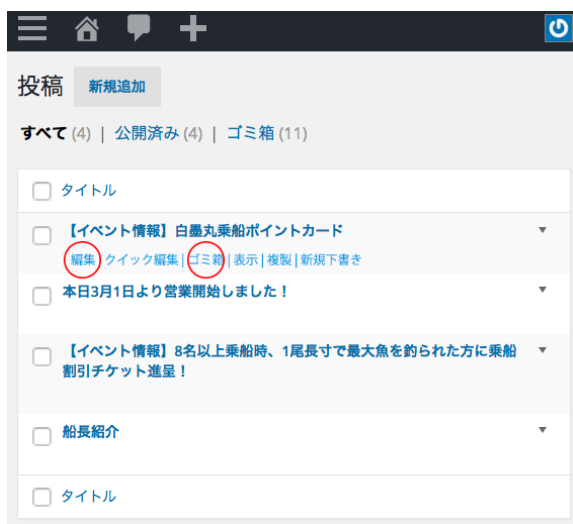 投稿 新規追加
すべて (4) | 公開済み (4) | ゴミ箱 (11)
タイトル
【イベント情報】白墨丸乗船ポイントカード
編集 クイック編集 | ゴミ箱 | 表示 | 複製 | 新規下書き
本日3月1日より営業開始しました！
【イベント情報】8名以上乗船時、1尾長寸で最大魚を釣られた方に乗船
割引チケット進呈！
船長紹介
タイトル